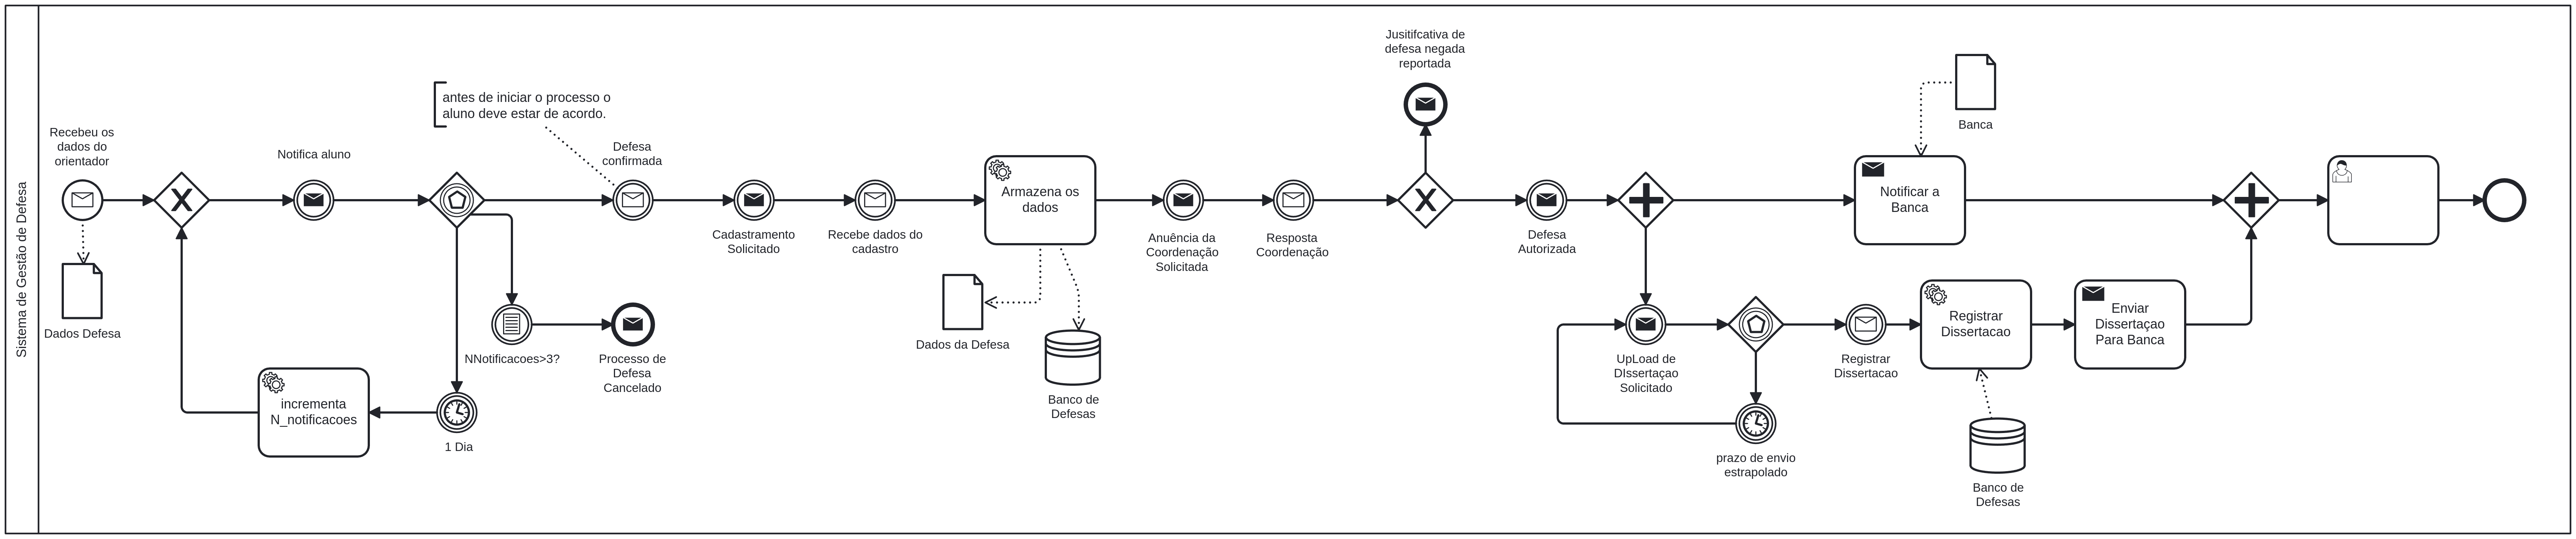 Sistema de Gestão de Defesa
Recebeu os
dados do
orientador
Dados Defesa
Notifica aluno
incrementa
N_notificacoes
1 Dia
antes de iniciar o processo o
aluno deve estar de acordo.
NNotificacoes>3?
Processo de
Defesa
Cancelado
Defesa
confirmada
Cadastramento
Solicitado
Recebe dados do
cadastro
Armazena os
dados
Dados da Defesa
Banco de
Defesas
Anuência da
Coordenação
Solicitada
Resposta
Coordenação
Jusitifcativa de
defesa negada
reportada
Defesa
Autorizada
Banca
Notificar a
Banca
UpLoad de
DIssertaçao
Solicitado
prazo de envio
estrapolado
Registrar
Dissertacao
Registrar
Dissertacao
Banco de
Defesas
Enviar
Dissertaçao
Para Banca